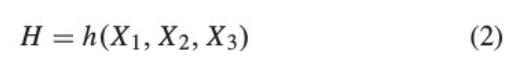 H = h(X₁, X₂, X₃) (2)